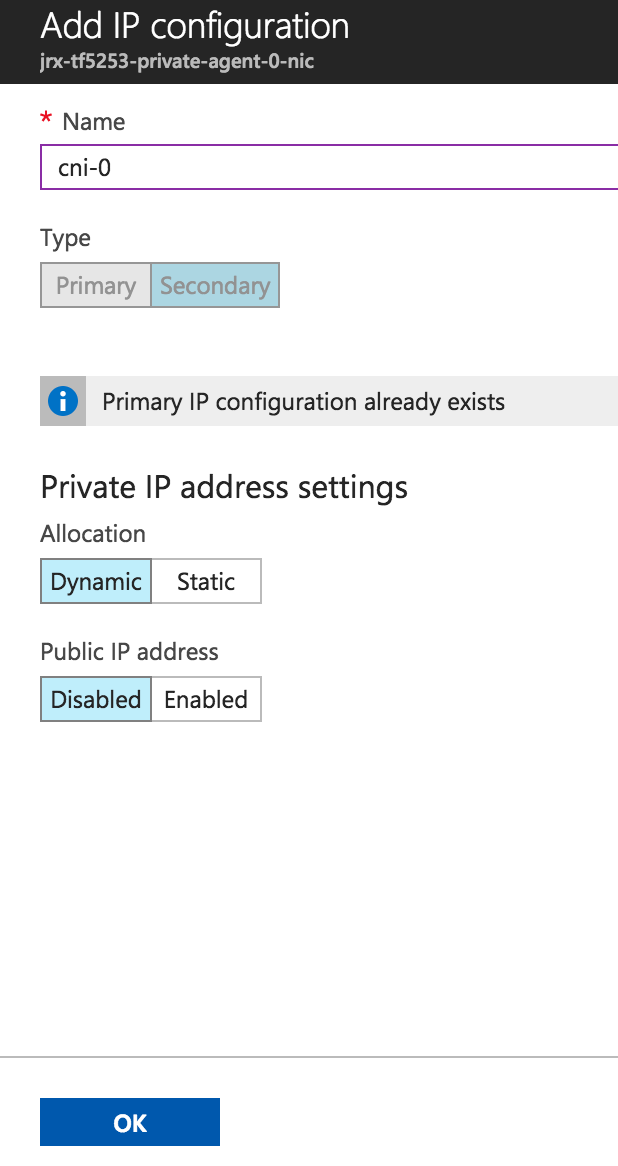 Add IP configuration
jrx-tf5253-private-agent-0-nic
* Name
cni-0
Type
Primary Secondary
Primary IP configuration already exists
Private IP address settings
Allocation
Dynamic Static
Public IP address
Disabled Enabled
OK